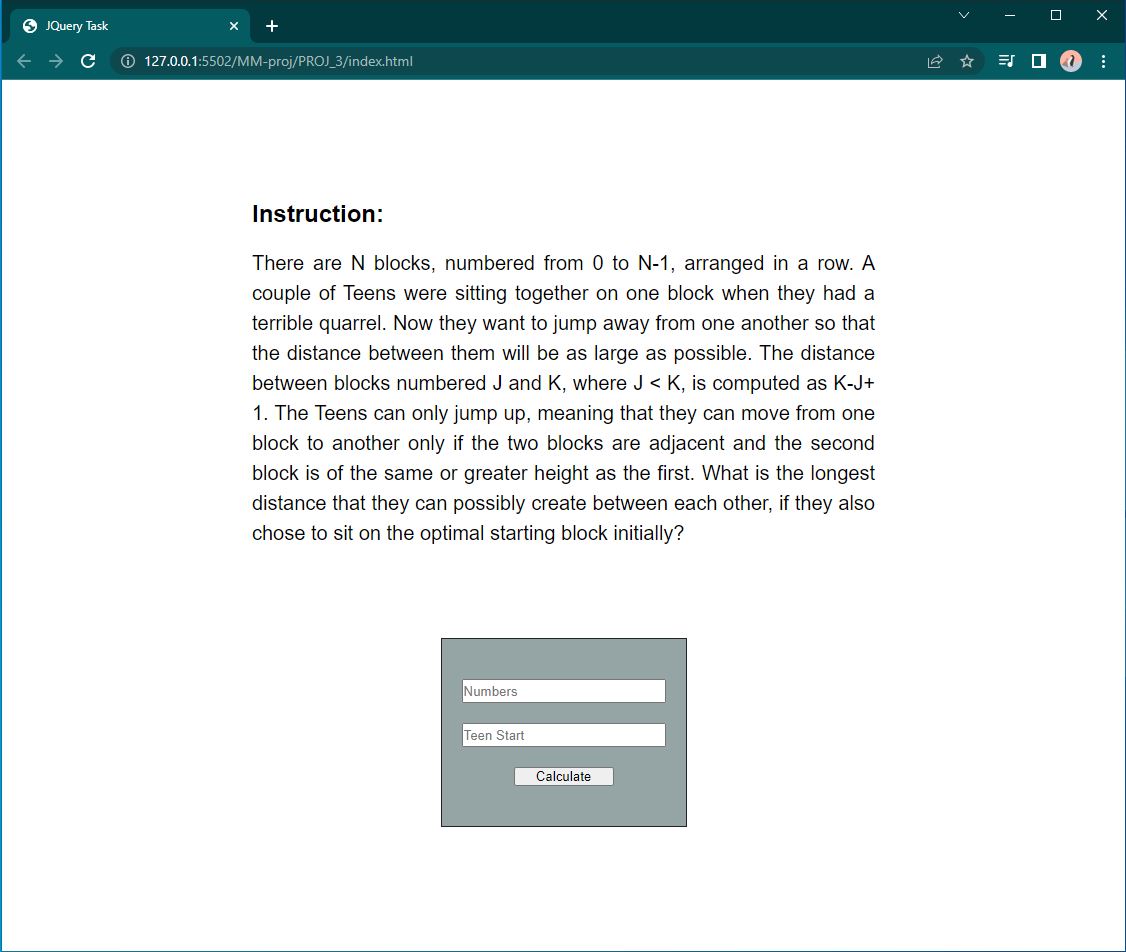 JQuery Task
127.0.0.1:5502/MM-proj/PROJ_3/index.html
Instruction:
There are N blocks, numbered from 0 to N-1, arranged in a row. A
couple of Teens were sitting together on one block when they had a
terrible quarrel. Now they want to jump away from one another so that
the distance between them will be as large as possible. The distance
between blocks numbered J and K, where J < K, is computed as K-J+
1. The Teens can only jump up, meaning that they can move from one
block to another only if the two blocks are adjacent and the second
block is of the same or greater height as the first. What is the longest
distance that they can possibly create between each other, if they also
chose to sit on the optimal starting block initially?
Numbers
Teen Start
Calculate